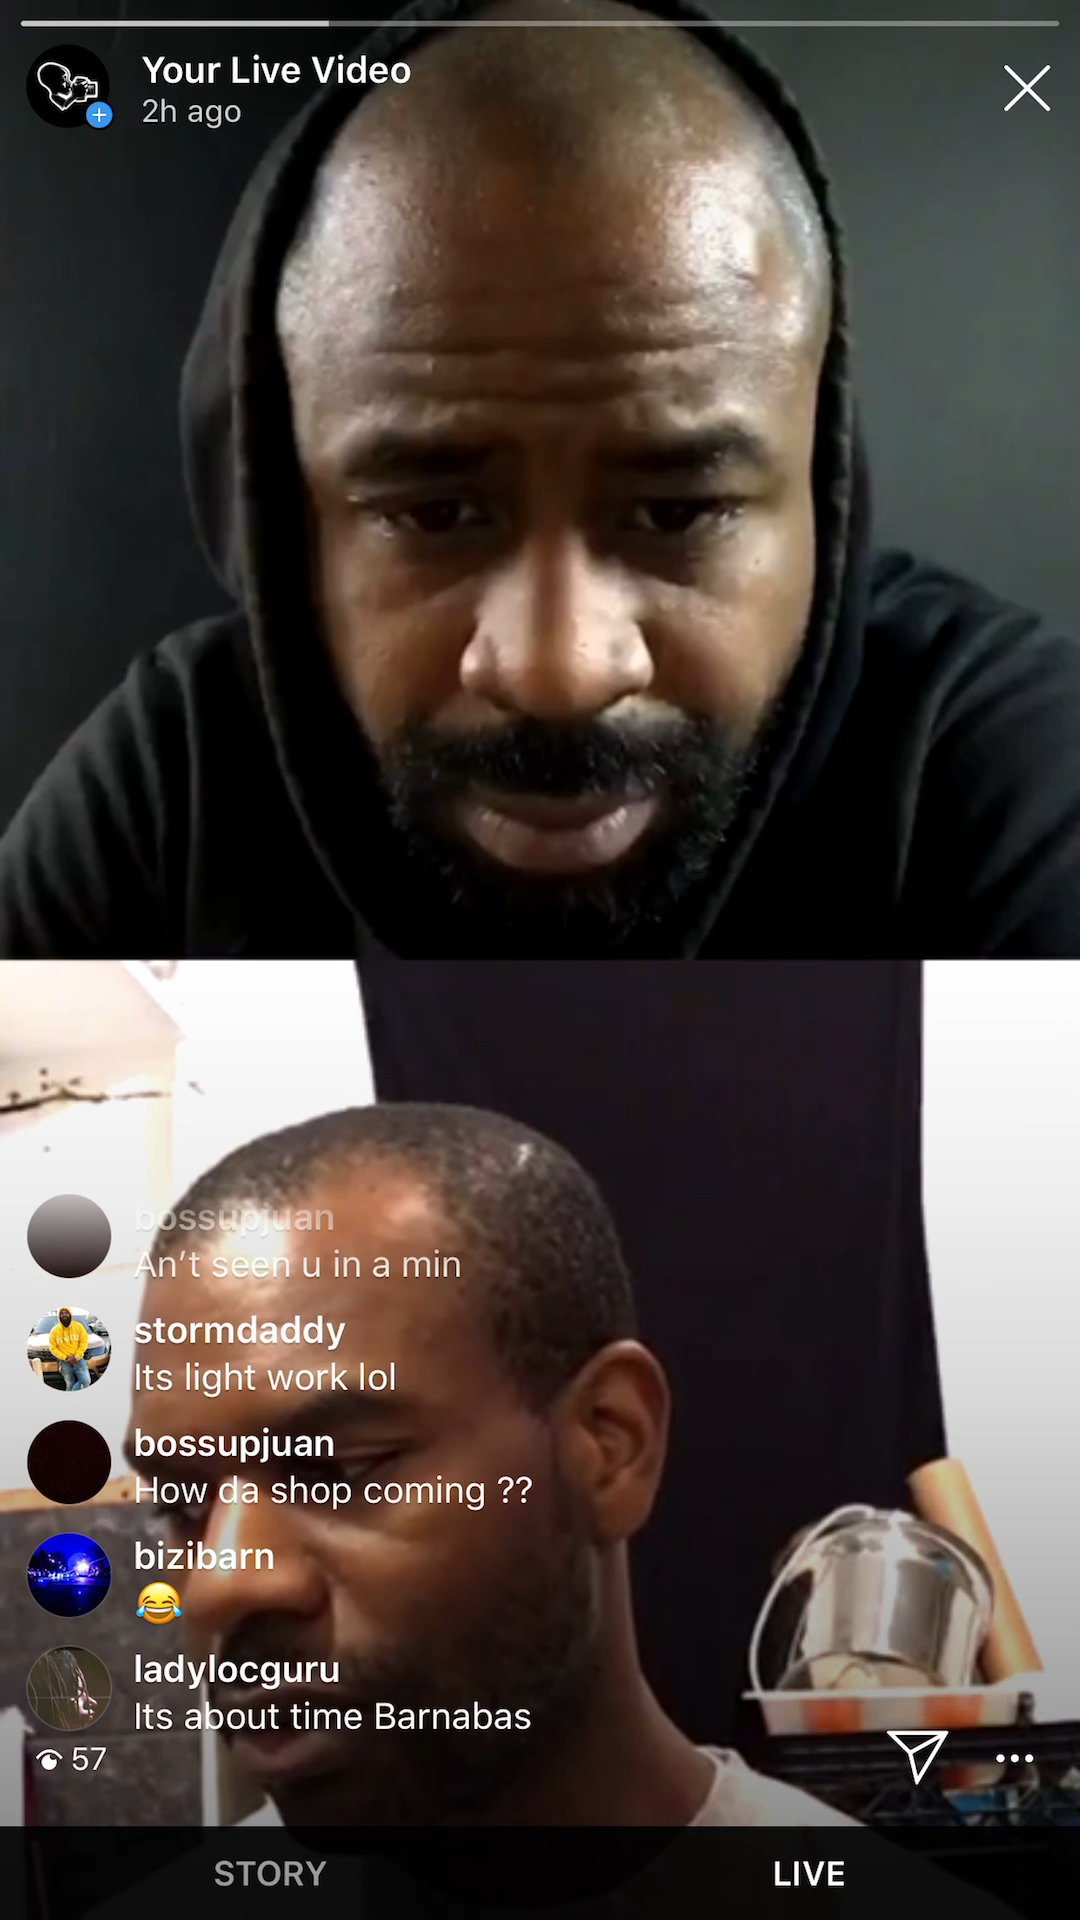 Your Live Video
2h ago
bossupjuan
An't seen u in a min
stormdaddy
Its light work lol
bossupjuan
How da shop coming ??
bizibarn
😂
ladylocguru
Its about time Barnabas
57
STORY
LIVE